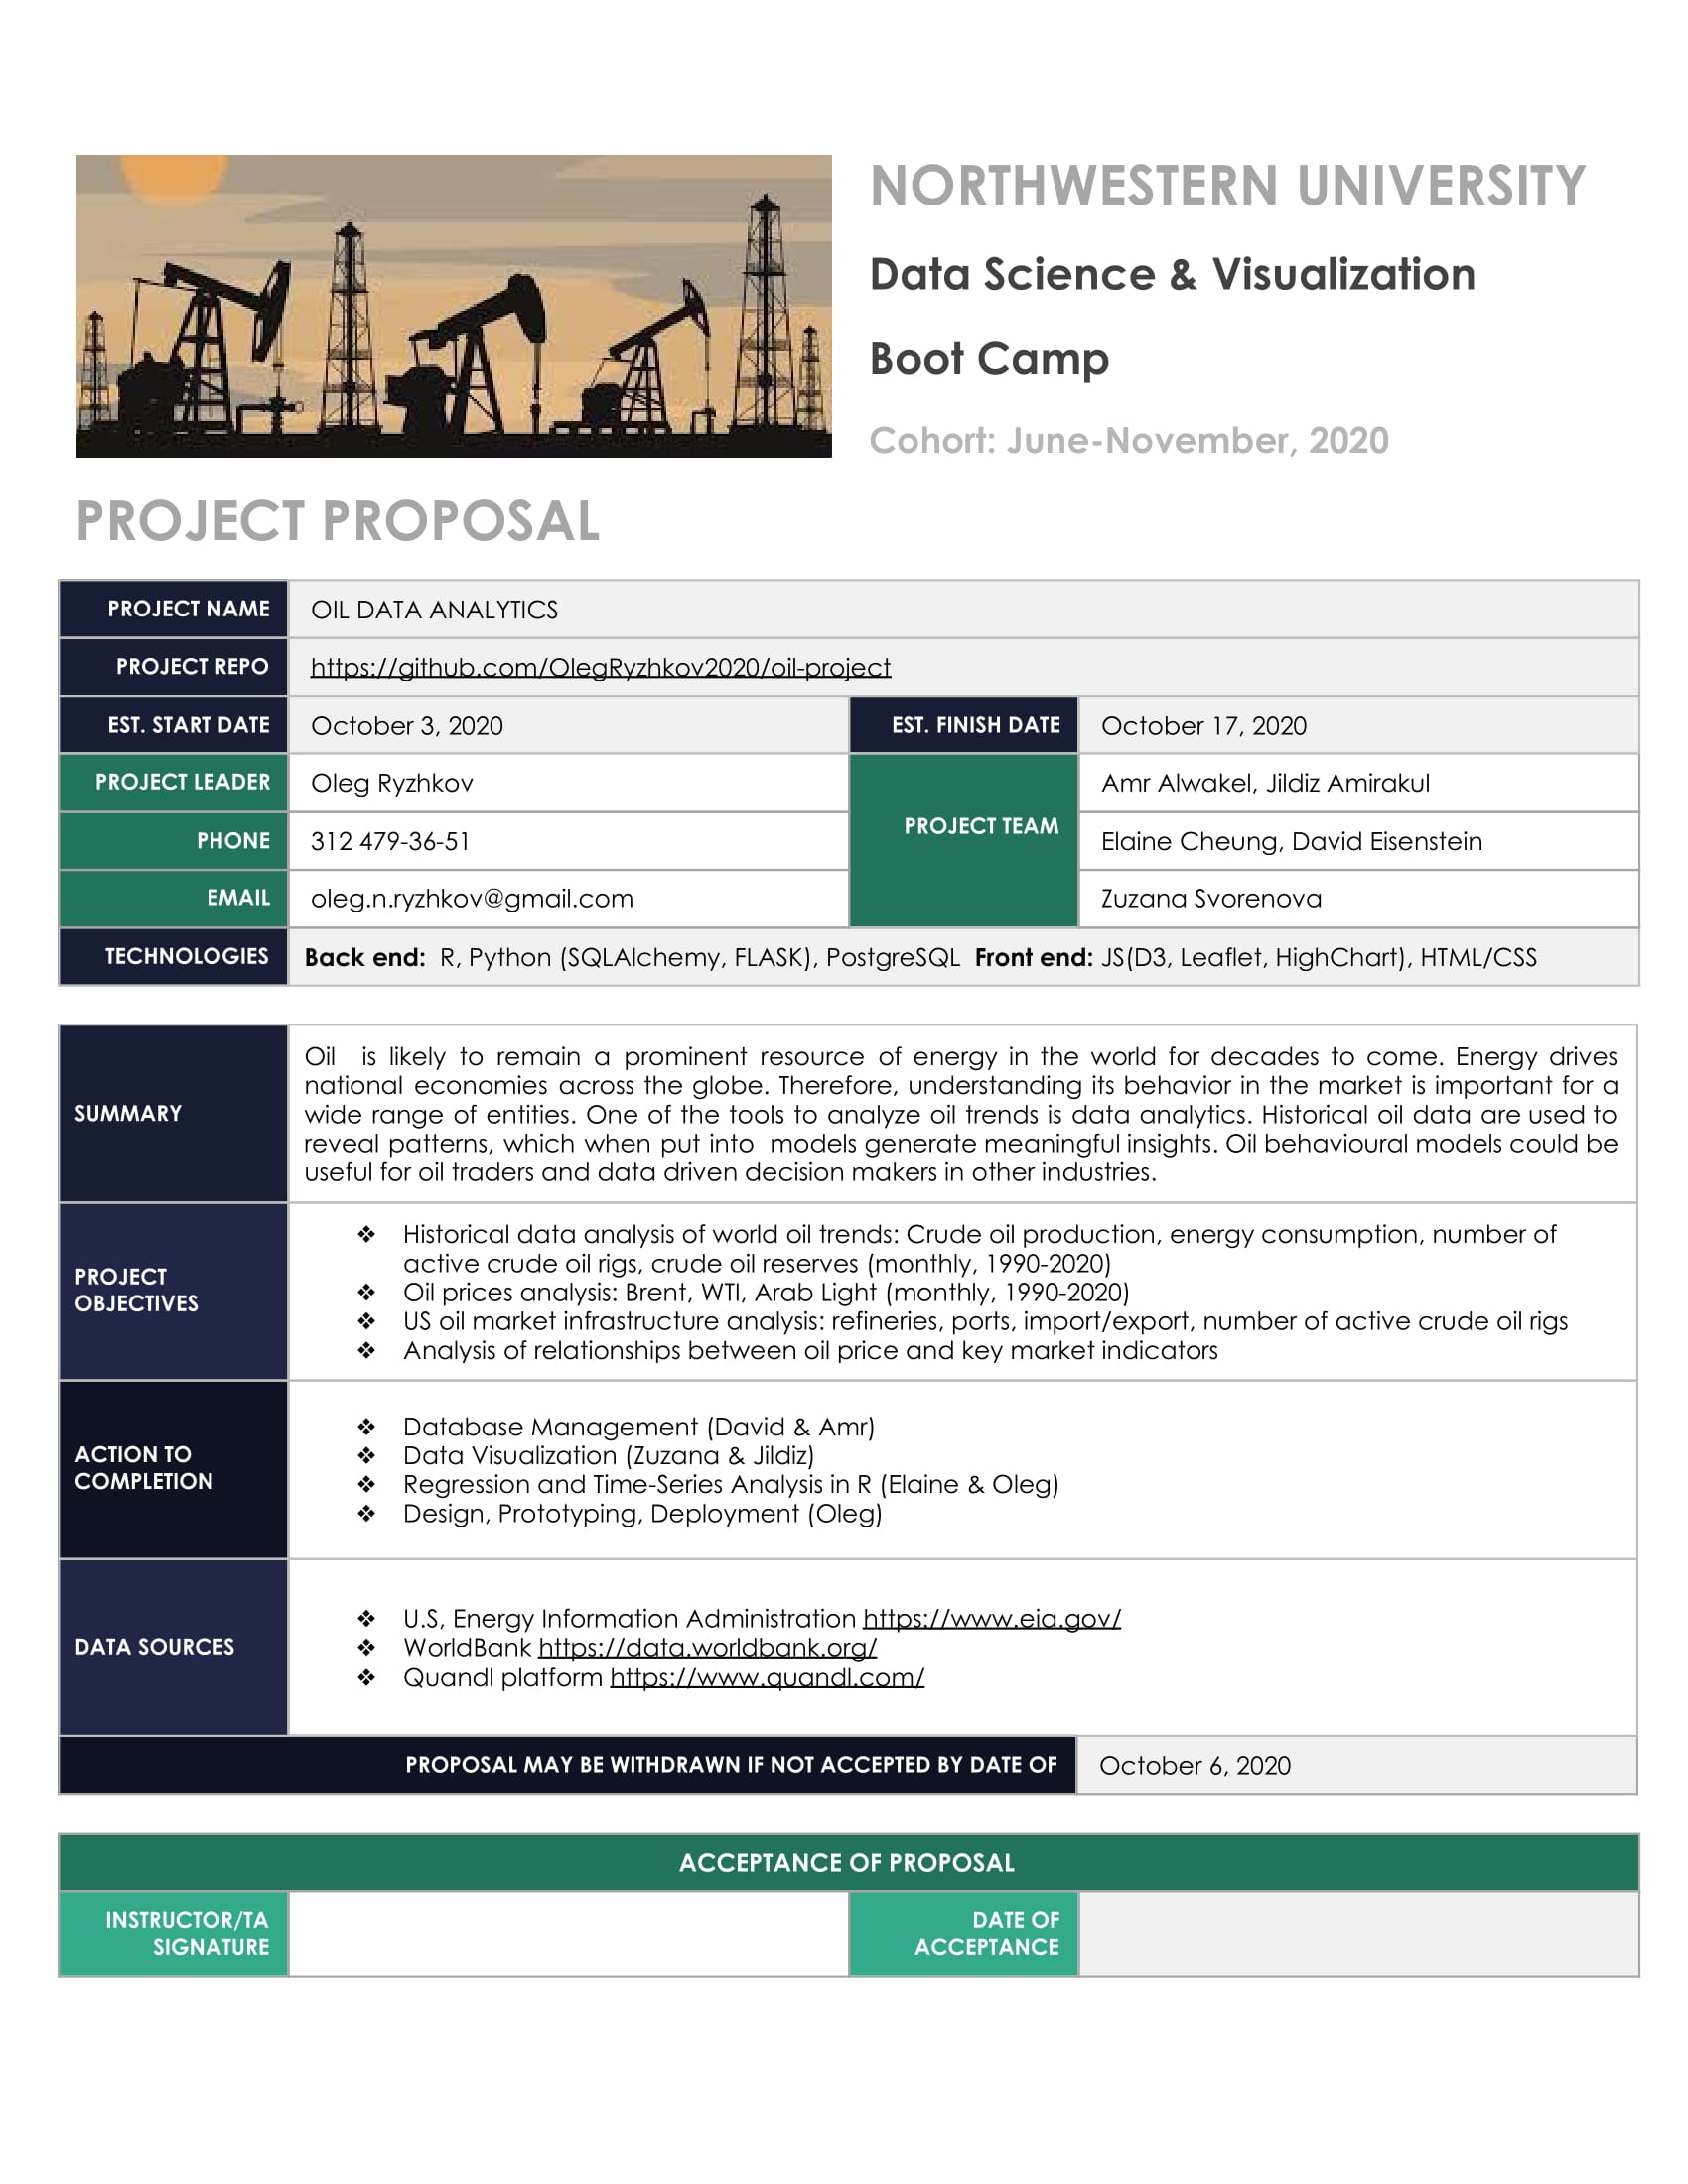 NORTHWESTERN UNIVERSITY
Data Science & Visualization
Boot Camp
Cohort: June-November, 2020
PROJECT PROPOSAL
PROJECT NAME OIL DATA ANALYTICS
PROJECT REPO https://github.com/OlegRyzhkov2020/oil-project
EST. START DATE October 3, 2020 EST. FINISH DATE October 17, 2020
PROJECT LEADER Oleg Ryzhkov Amr Alwakel, Jildiz Amirakul
PROJECT TEAM
PHONE 312 479-36-51 Elaine Cheung, David Eisenstein
EMAIL oleg.n.ryzhkov@gmail.com Zuzana Svorenova
TECHNOLOGIES Back end: R, Python (SQLAlchemy, FLASK), PostgreSQL Front end: JS(D3, Leaflet, HighChart), HTML/CSS
SUMMARY
Oil is likely to remain a prominent resource of energy in the world for decades to come. Energy drives
national economies across the globe. Therefore, understanding its behavior in the market is important for a
wide range of entities. One of the tools to analyze oil trends is data analytics. Historical oil data are used to
reveal patterns, which when put into models generate meaningful insights. Oil behavioural models could be
useful for oil traders and data driven decision makers in other industries.
PROJECT
OBJECTIVES
❖ Historical data analysis of world oil trends: Crude oil production, energy consumption, number of
active crude oil rigs, crude oil reserves (monthly, 1990-2020)
❖ Oil prices analysis: Brent, WTI, Arab Light (monthly, 1990-2020)
❖ US oil market infrastructure analysis: refineries, ports, import/export, number of active crude oil rigs
❖ Analysis of relationships between oil price and key market indicators
ACTION TO
COMPLETION
❖ Database Management (David & Amr)
❖ Data Visualization (Zuzana & Jildiz)
❖ Regression and Time-Series Analysis in R (Elaine & Oleg)
❖ Design, Prototyping, Deployment (Oleg)
DATA SOURCES
❖ U.S, Energy Information Administration https://www.eia.gov/
❖ WorldBank https://data.worldbank.org/
❖ Quandl platform https://www.quandl.com/
PROPOSAL MAY BE WITHDRAWN IF NOT ACCEPTED BY DATE OF October 6, 2020
ACCEPTANCE OF PROPOSAL
INSTRUCTOR/TA
SIGNATURE
DATE OF
ACCEPTANCE